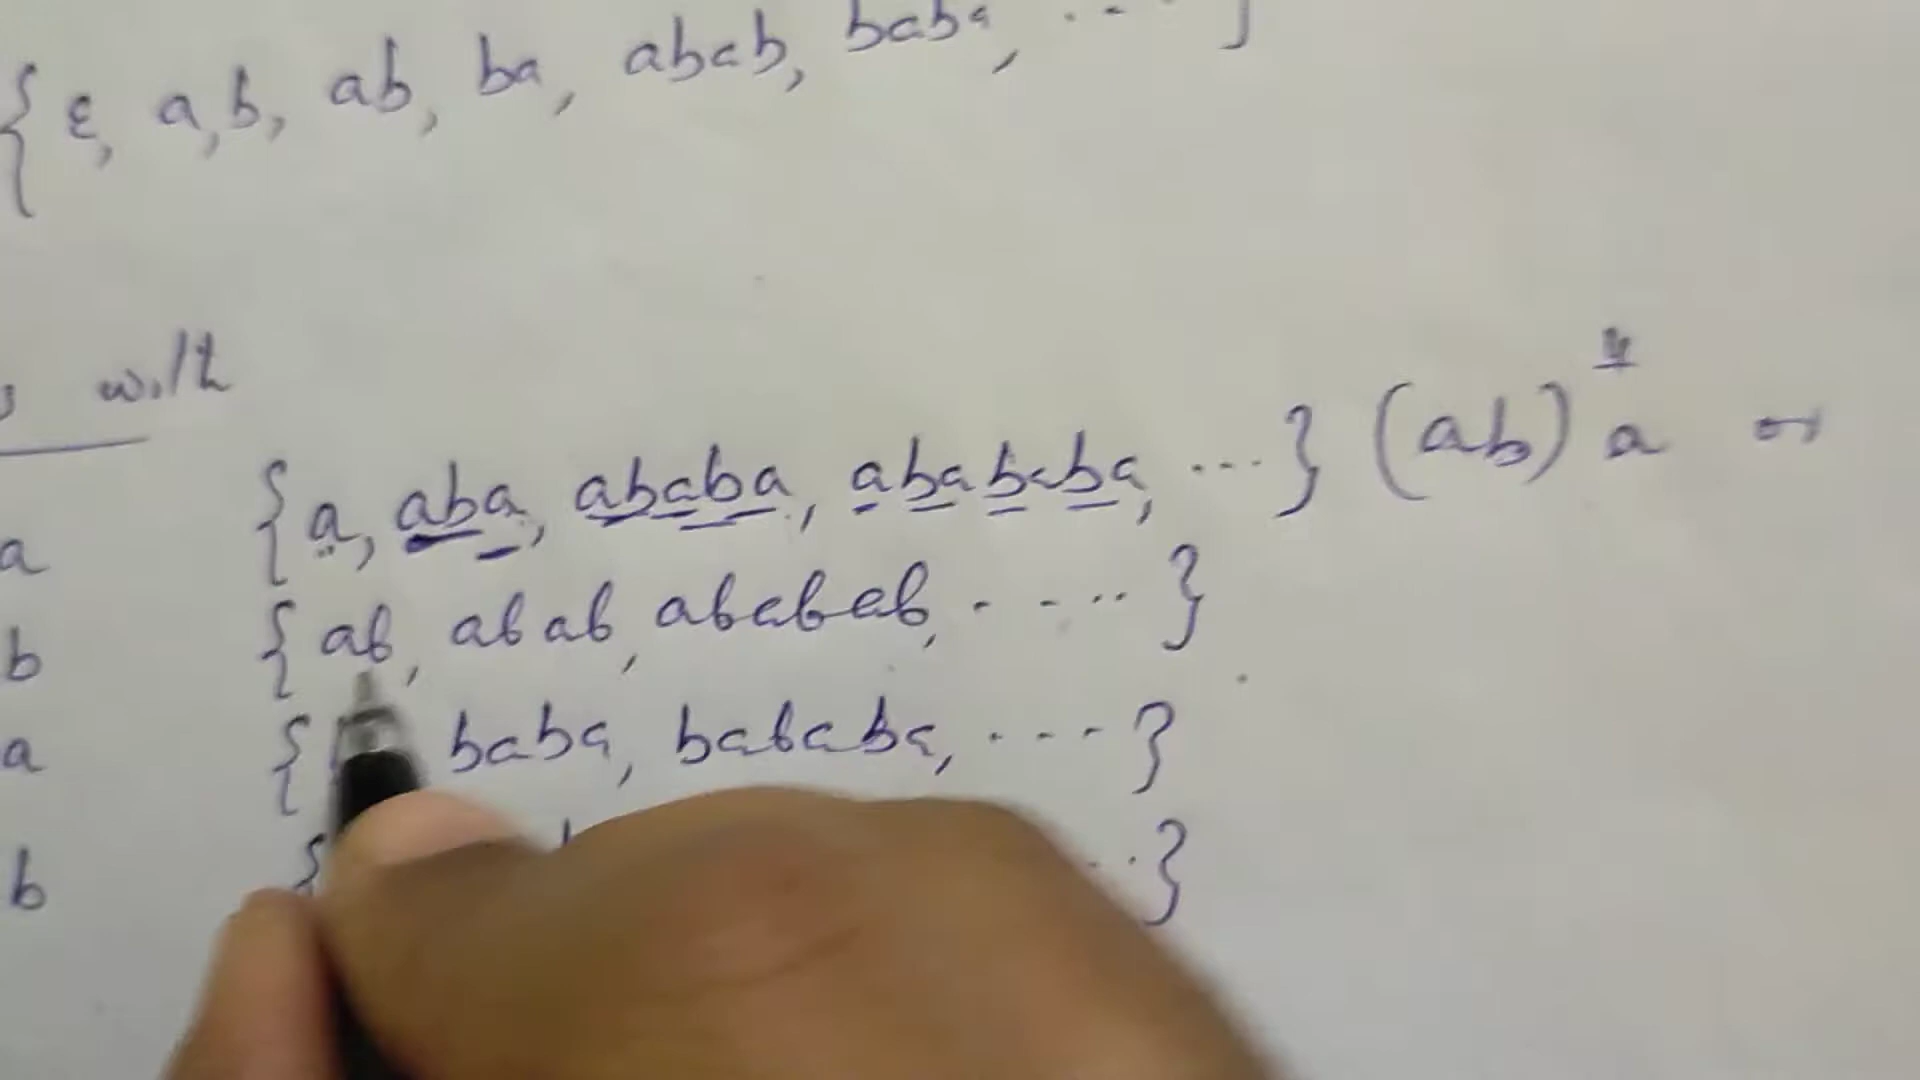 {ε, a, b, ab, ba, abab, baba, ... }
with
a {a, aba, ababa, abababa, ... } (ab)* a or
b {ab, abab, ababab, ..... }
a { baba, bababa, .... }
b { ..}